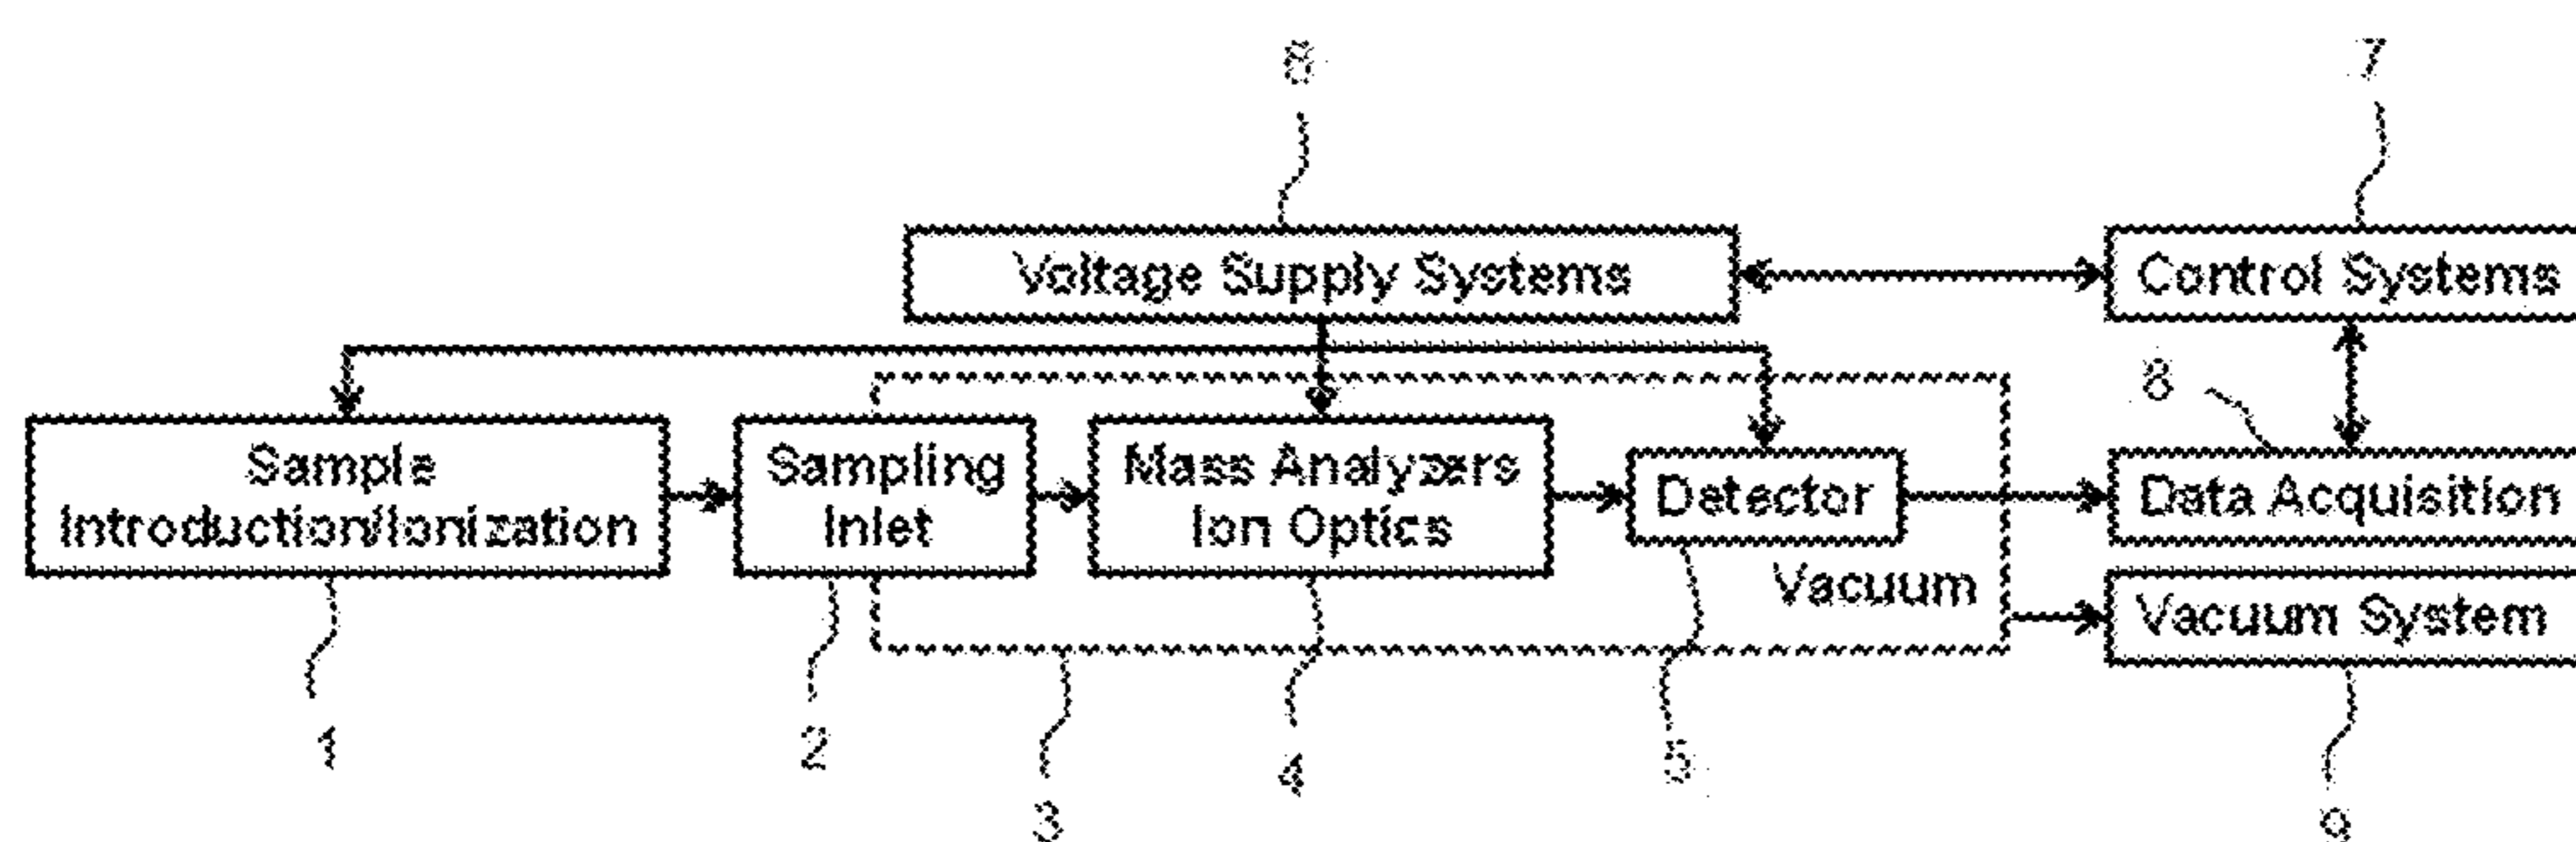 8
7
Voltage Supply Systems
Control Systems
8
Sample
Introduction/Ionization
Sampling
Inlet
Mass Analyzers
Ion Optics
Detector
Data Acquisition
Vacuum
Vacuum System
1
2
3
4
5
9